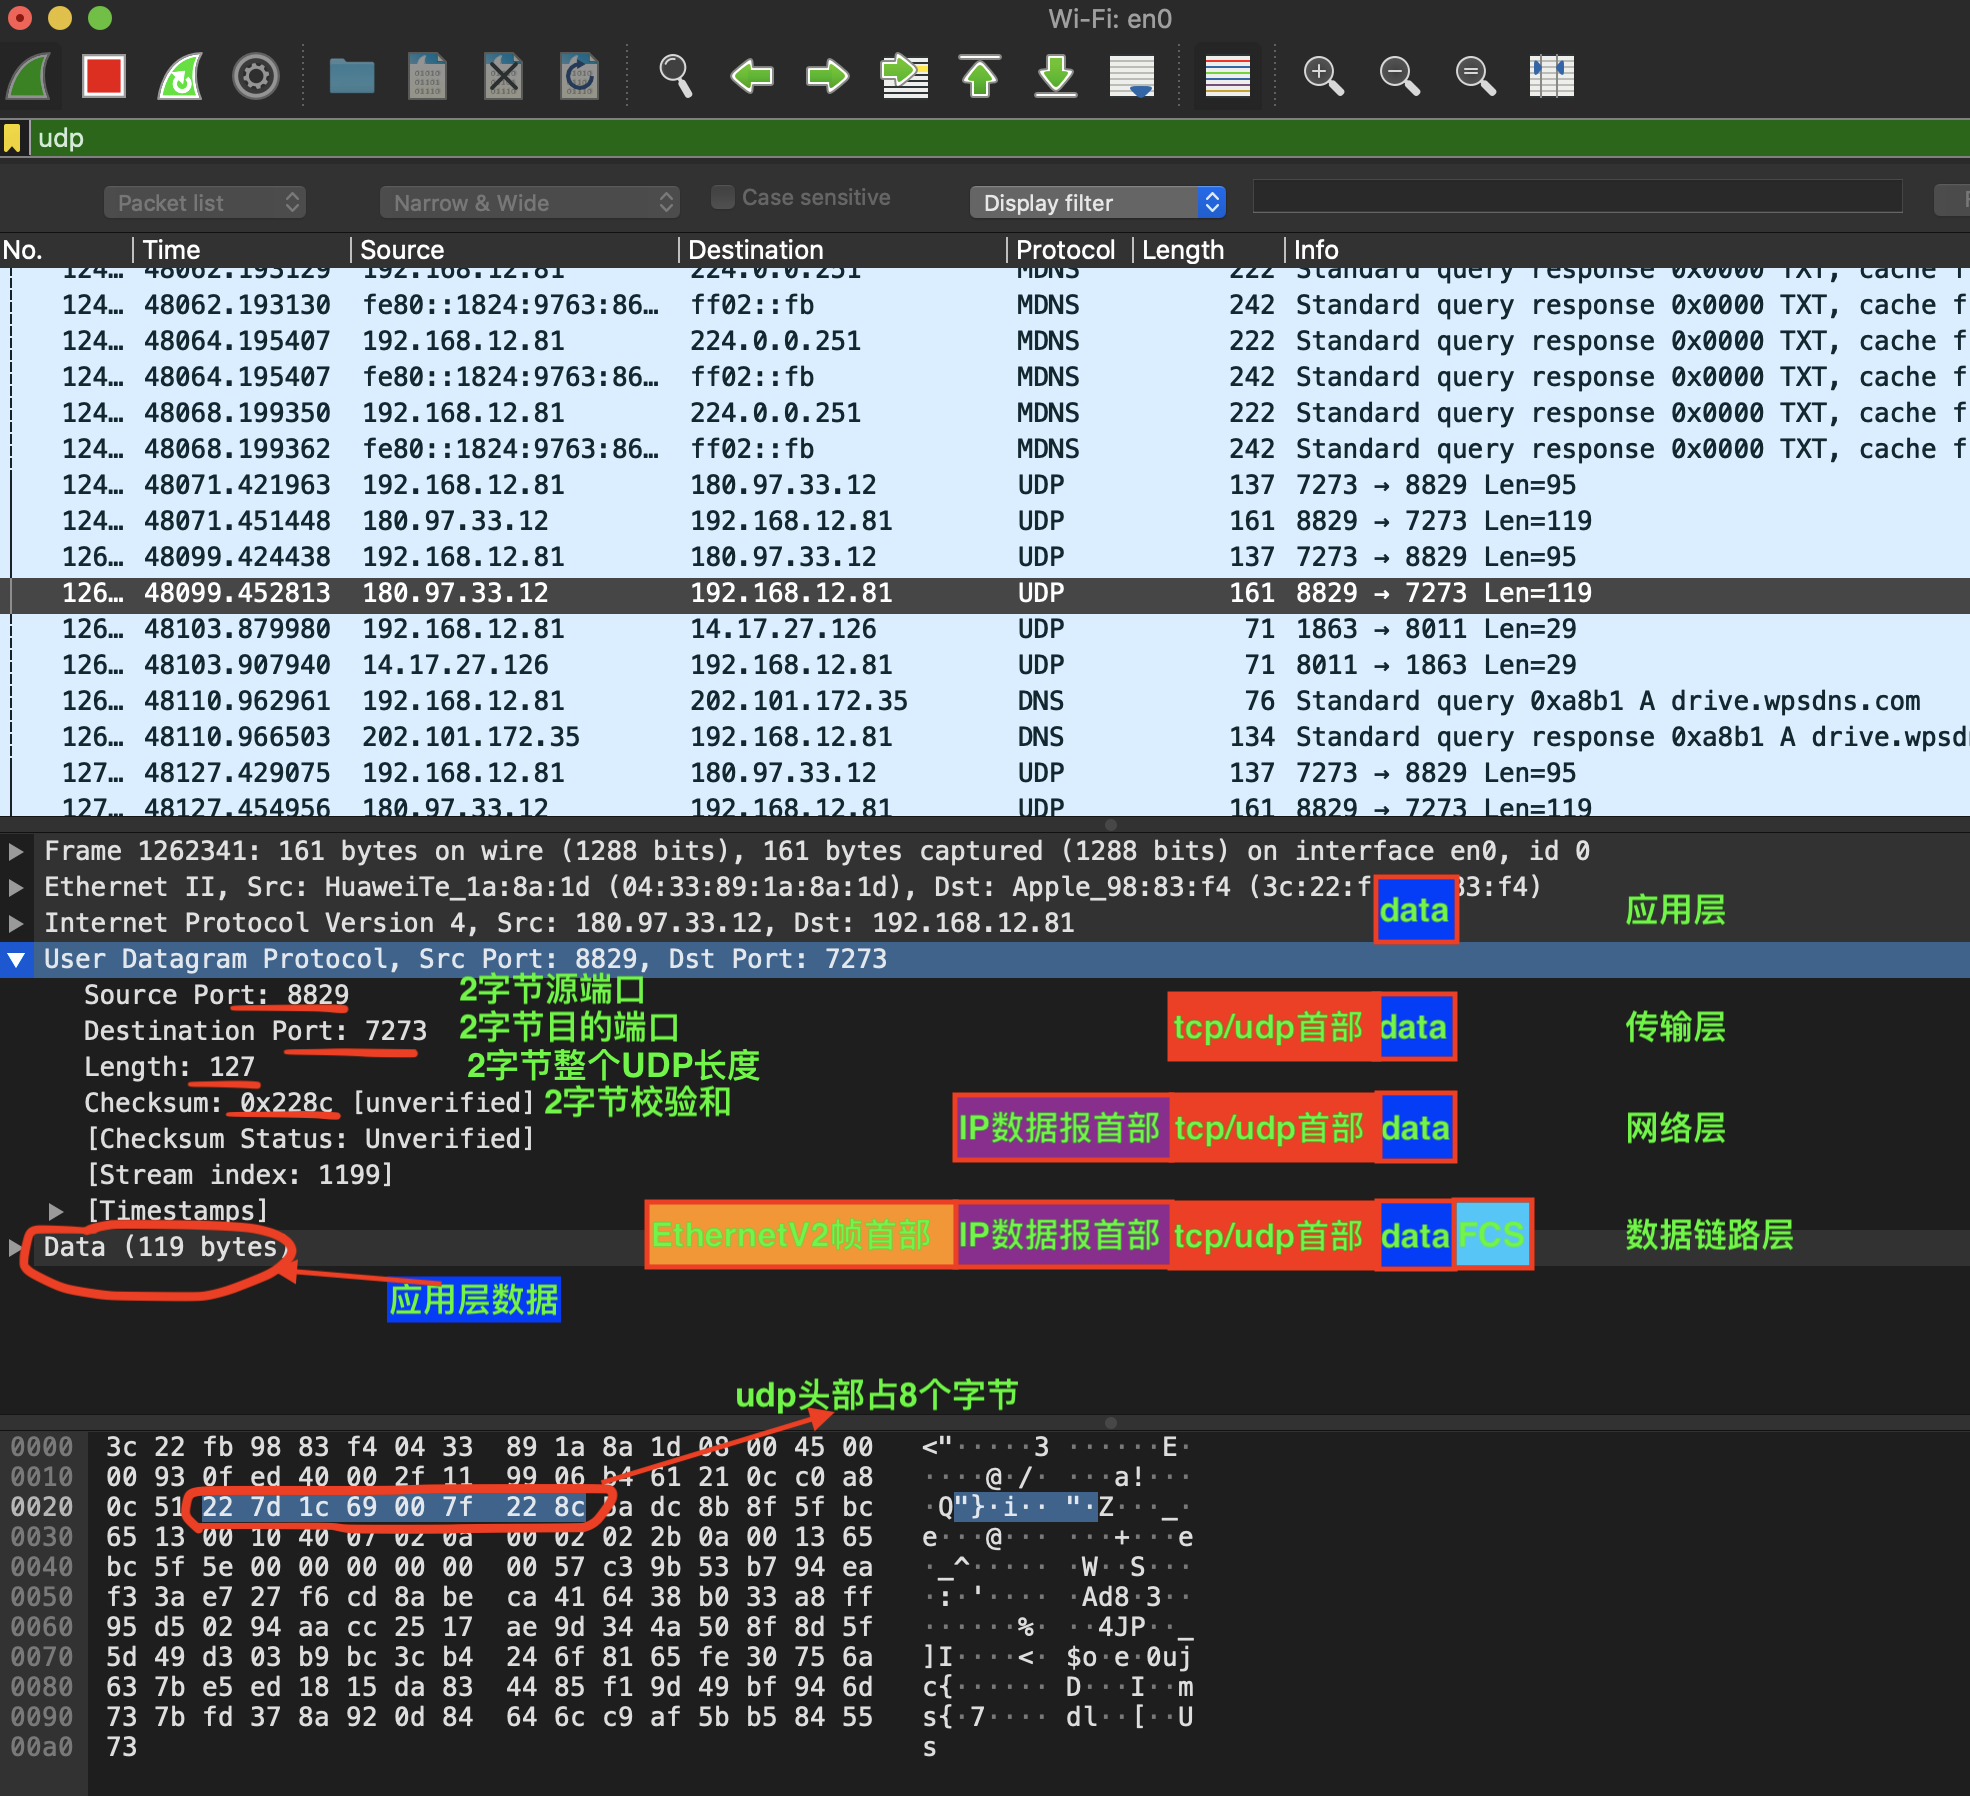 Wi-Fi: en0
udp
Packet list
Narrow & Wide
Case sensitive
Display filter
No. Time Source Destination Protocol Length Info
124… 48062.193129 192.168.12.81 224.0.0.251 MDNS 222 Standard query response 0x0000 TXT, cache f
124… 48062.193130 fe80::1824:9763:86… ff02::fb MDNS 242 Standard query response 0x0000 TXT, cache f
124… 48064.195407 192.168.12.81 224.0.0.251 MDNS 222 Standard query response 0x0000 TXT, cache f
124… 48064.195407 fe80::1824:9763:86… ff02::fb MDNS 242 Standard query response 0x0000 TXT, cache f
124… 48068.199350 192.168.12.81 224.0.0.251 MDNS 222 Standard query response 0x0000 TXT, cache f
124… 48068.199362 fe80::1824:9763:86… ff02::fb MDNS 242 Standard query response 0x0000 TXT, cache f
124… 48071.421963 192.168.12.81 180.97.33.12 UDP 137 7273 → 8829 Len=95
124… 48071.451448 180.97.33.12 192.168.12.81 UDP 161 8829 → 7273 Len=119
126… 48099.424438 192.168.12.81 180.97.33.12 UDP 137 7273 → 8829 Len=95
126… 48099.452813 180.97.33.12 192.168.12.81 UDP 161 8829 → 7273 Len=119
126… 48103.879980 192.168.12.81 14.17.27.126 UDP 71 1863 → 8011 Len=29
126… 48103.907940 14.17.27.126 192.168.12.81 UDP 71 8011 → 1863 Len=29
126… 48110.962961 192.168.12.81 202.101.172.35 DNS 76 Standard query 0xa8b1 A drive.wpsdns.com
126… 48110.966503 202.101.172.35 192.168.12.81 DNS 134 Standard query response 0xa8b1 A drive.wpsd
127… 48127.429075 192.168.12.81 180.97.33.12 UDP 137 7273 → 8829 Len=95
127… 48127.454956 180.97.33.12 192.168.12.81 UDP 161 8829 → 7273 Len=119
Frame 1262341: 161 bytes on wire (1288 bits), 161 bytes captured (1288 bits) on interface en0, id 0
Ethernet II, Src: HuaweiTe_1a:8a:1d (04:33:89:1a:8a:1d), Dst: Apple_98:83:f4 (3c:22:f 83:f4)
data 应用层
Internet Protocol Version 4, Src: 180.97.33.12, Dst: 192.168.12.81
User Datagram Protocol, Src Port: 8829, Dst Port: 7273
Source Port: 8829 2字节源端口
Destination Port: 7273 2字节目的端口
tcp/udp首部 data 传输层
Length: 127 2字节整个UDP长度
Checksum: 0x228c [unverified] 2字节校验和
IP数据报首部 tcp/udp首部 data 网络层
[Checksum Status: Unverified]
[Stream index: 1199]
[Timestamps]
EthernetV2帧首部 IP数据报首部 tcp/udp首部 data FCS 数据链路层
Data (119 bytes)
应用层数据
udp头部占8个字节
0000 3c 22 fb 98 83 f4 04 33 89 1a 8a 1d 08 00 45 00 <"·····3 ······E·
0010 00 93 0f ed 40 00 2f 11 99 06 b4 61 21 0c c0 a8 ····@·/· ···a!···
0020 0c 51 22 7d 1c 69 00 7f 22 8c 5a dc 8b 8f 5f bc ·Q"}·i·· "·Z···_·
0030 65 13 00 10 40 07 02 0a 00 02 02 2b 0a 00 13 65 e···@··· ···+···e
0040 bc 5f 5e 00 00 00 00 00 00 57 c3 9b 53 b7 94 ea ·_^····· ·W··S···
0050 f3 3a e7 27 f6 cd 8a be ca 41 64 38 b0 33 a8 ff ·:·'···· ·Ad8·3··
0060 95 d5 02 94 aa cc 25 17 ae 9d 34 4a 50 8f 8d 5f ······%· ··4JP··_
0070 5d 49 d3 03 b9 bc 3c b4 24 6f 81 65 fe 30 75 6a ]I····<· $o·e·0uj
0080 63 7b e5 ed 18 15 da 83 44 85 f1 9d 49 bf 94 6d c{······ D···I··m
0090 73 7b fd 37 8a 92 0d 84 64 6c c9 af 5b b5 84 55 s{·7···· dl··[··U
00a0 73 s